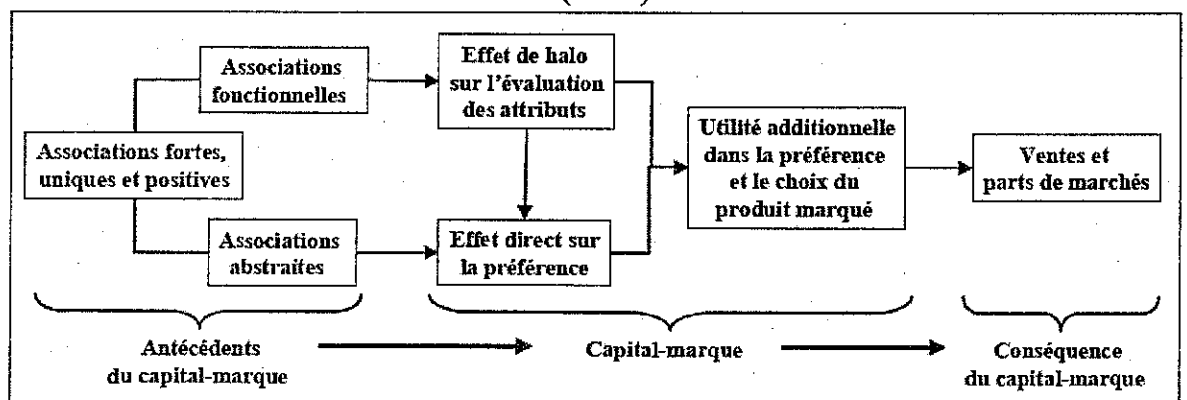 Associations
fonctionnelles
Effet de halo
sur l'évaluation
des attributs
Associations fortes,
uniques et positives
Utilité additionnelle
dans la préférence
et le choix du
produit marqué
Ventes et
parts de marchés
Associations
abstraites
Effet direct sur
la préférence
Antécédents
du capital-marque
Capital-marque
Conséquence
du capital-marque